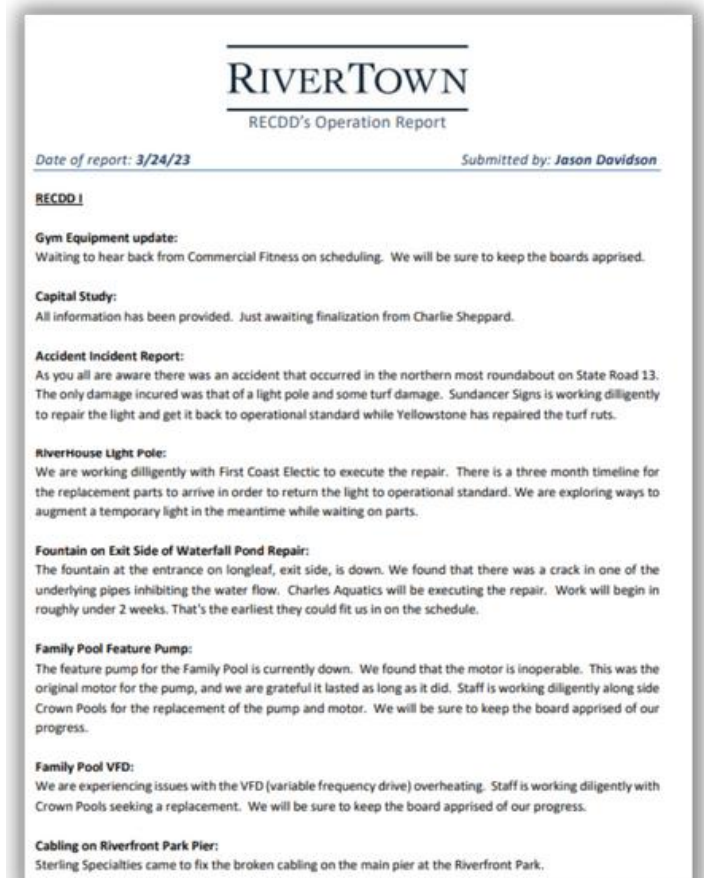 RIVERTOWN
RECDD's Operation Report
Date of report: 3/24/23 Submitted by: Jason Davidson
RECDD I
Gym Equipment update:
Waiting to hear back from Commercial Fitness on scheduling. We will be sure to keep the boards apprised.
Capital Study:
All information has been provided. Just awaiting finalization from Charlie Sheppard.
Accident Incident Report:
As you all are aware there was an accident that occurred in the northern most roundabout on State Road 13.
The only damage incured was that of a light pole and some turf damage. Sundancer Signs is working dilligently
to repair the light and get it back to operational standard while Yellowstone has repaired the turf ruts.
RiverHouse Light Pole:
We are working dilligently with First Coast Electic to execute the repair. There is a three month timeline for
the replacement parts to arrive in order to return the light to operational standard. We are exploring ways to
augment a temporary light in the meantime while waiting on parts.
Fountain on Exit Side of Waterfall Pond Repair:
The fountain at the entrance on longleaf, exit side, is down. We found that there was a crack in one of the
underlying pipes inhibiting the water flow. Charles Aquatics will be executing the repair. Work will begin in
roughly under 2 weeks. That's the earliest they could fit us in on the schedule.
Family Pool Feature Pump:
The feature pump for the Family Pool is currently down. We found that the motor is inoperable. This was the
original motor for the pump, and we are grateful it lasted as long as it did. Staff is working diligently along side
Crown Pools for the replacement of the pump and motor. We will be sure to keep the board apprised of our
progress.
Family Pool VFD:
We are experiencing issues with the VFD (variable frequency drive) overheating. Staff is working diligently with
Crown Pools seeking a replacement. We will be sure to keep the board apprised of our progress.
Cabling on Riverfront Park Pier:
Sterling Specialties came to fix the broken cabling on the main pier at the Riverfront Park.